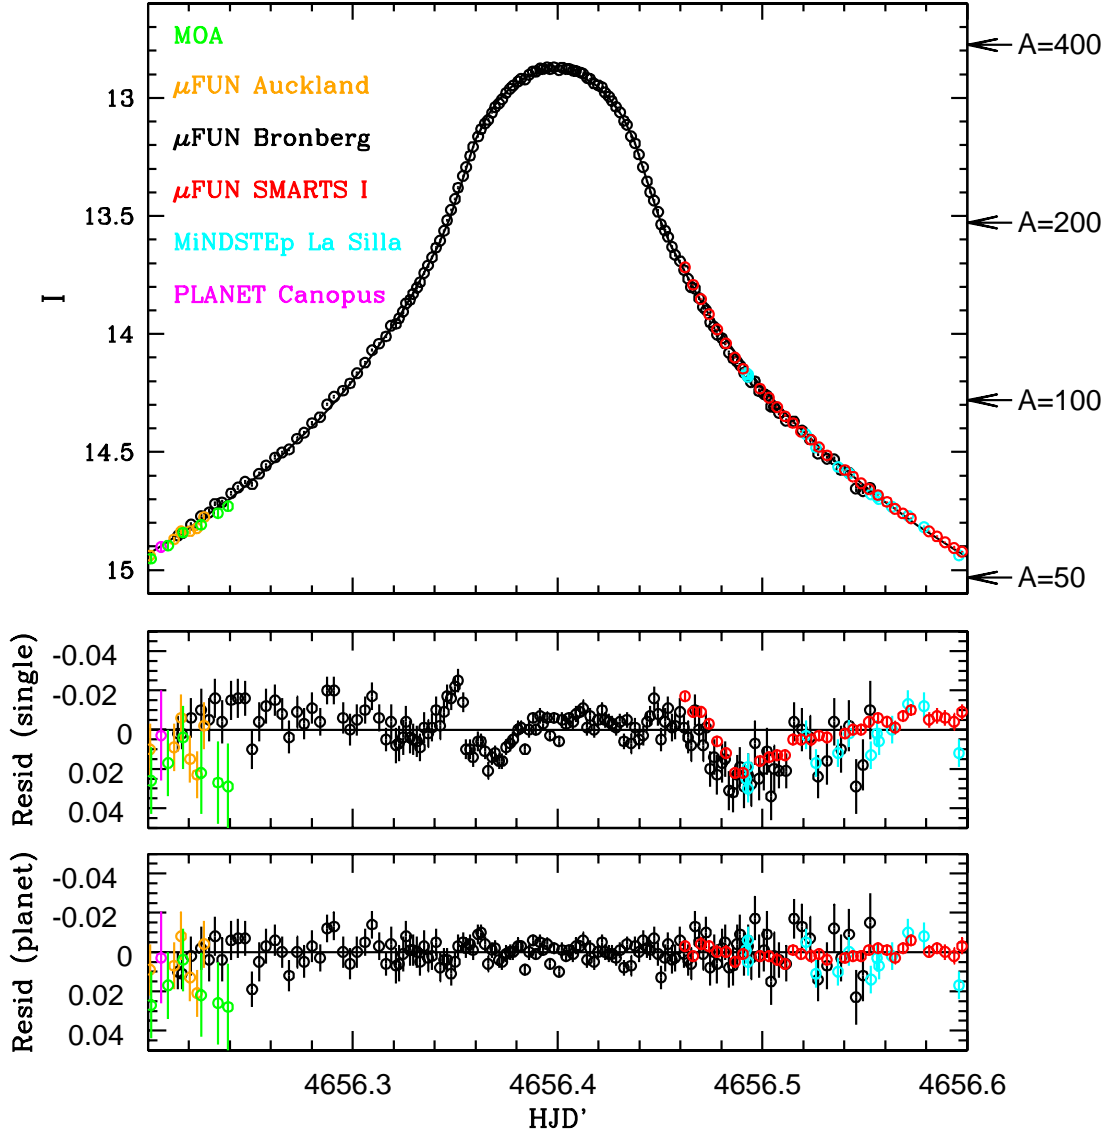 MOA
μFUN Auckland
μFUN Bronberg
μFUN SMARTS I
MiNDSTEp La Silla
PLANET Canopus
I
13
13.5
14
14.5
15
A=400
A=200
A=100
A=50
Resid (single)
-0.04
-0.02
0
0.02
0.04
Resid (planet)
-0.04
-0.02
0
0.02
0.04
4656.3 4656.4 4656.5 4656.6
HJD'